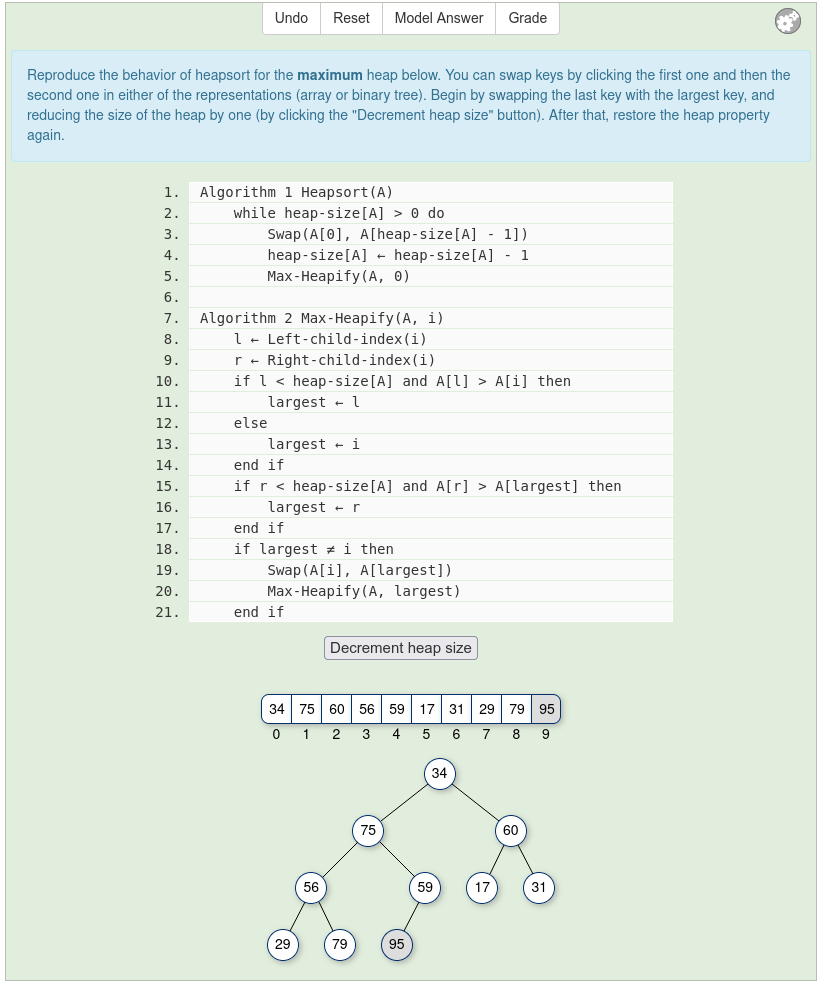 Undo Reset Model Answer Grade
Reproduce the behavior of heapsort for the maximum heap below. You can swap keys by clicking the first one and then the
second one in either of the representations (array or binary tree). Begin by swapping the last key with the largest key, and
reducing the size of the heap by one (by clicking the "Decrement heap size" button). After that, restore the heap property
again.
1. Algorithm 1 Heapsort(A)
2. while heap-size[A] > 0 do
3. Swap(A[0], A[heap-size[A] - 1])
4. heap-size[A] ← heap-size[A] - 1
5. Max-Heapify(A, 0)
6.
7. Algorithm 2 Max-Heapify(A, i)
8. l ← Left-child-index(i)
9. r ← Right-child-index(i)
10. if l < heap-size[A] and A[l] > A[i] then
11. largest ← l
12. else
13. largest ← i
14. end if
15. if r < heap-size[A] and A[r] > A[largest] then
16. largest ← r
17. end if
18. if largest ≠ i then
19. Swap(A[i], A[largest])
20. Max-Heapify(A, largest)
21. end if
Decrement heap size
34 75 60 56 59 17 31 29 79 95
0 1 2 3 4 5 6 7 8 9
34
75 60
56 59 17 31
29 79 95